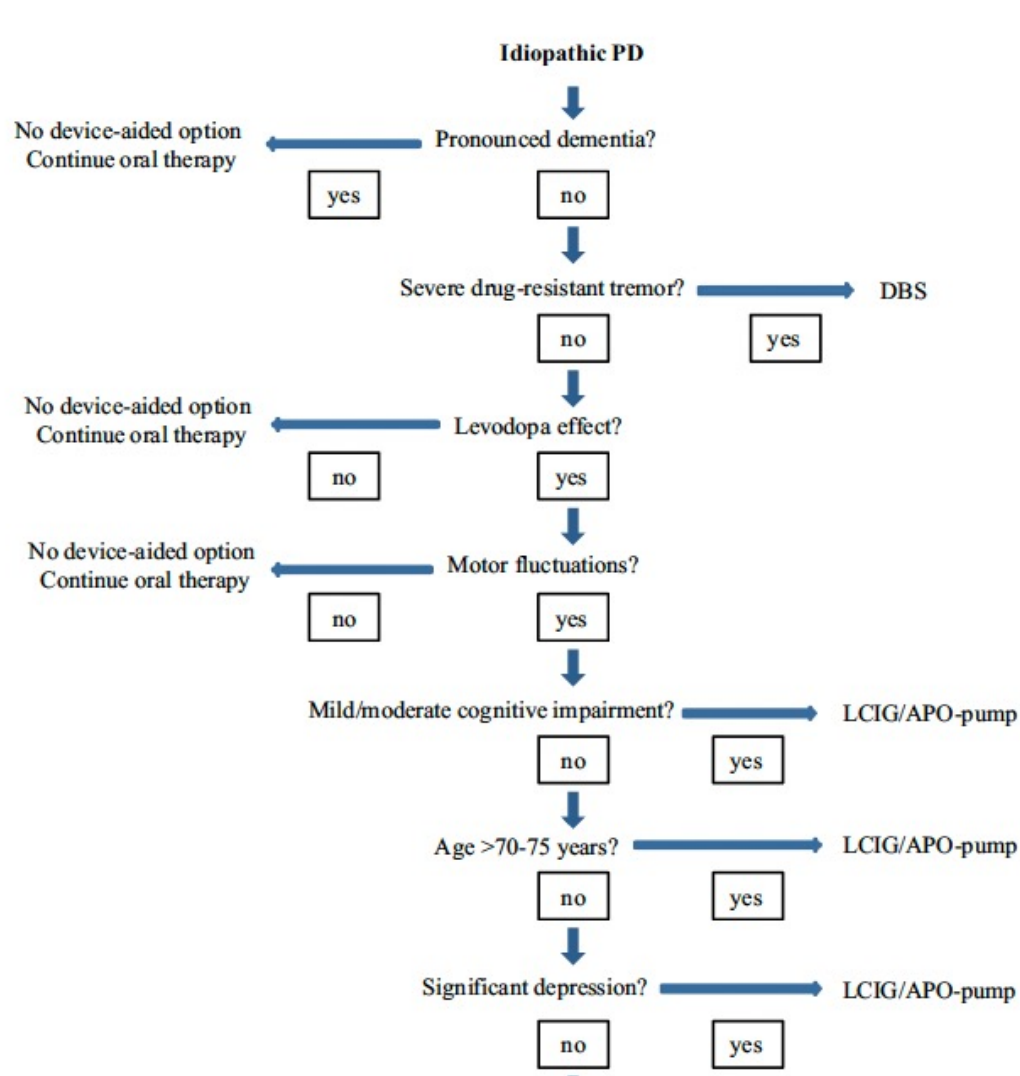 Idiopathic PD
Pronounced dementia?
No device-aided option
Continue oral therapy
yes
no
Severe drug-resistant tremor?
DBS
no
yes
No device-aided option
Continue oral therapy
Levodopa effect?
no
yes
No device-aided option
Continue oral therapy
Motor fluctuations?
no
yes
Mild/moderate cognitive impairment?
LCIG/APO-pump
no
yes
Age >70-75 years?
LCIG/APO-pump
no
yes
Significant depression?
LCIG/APO-pump
no
yes